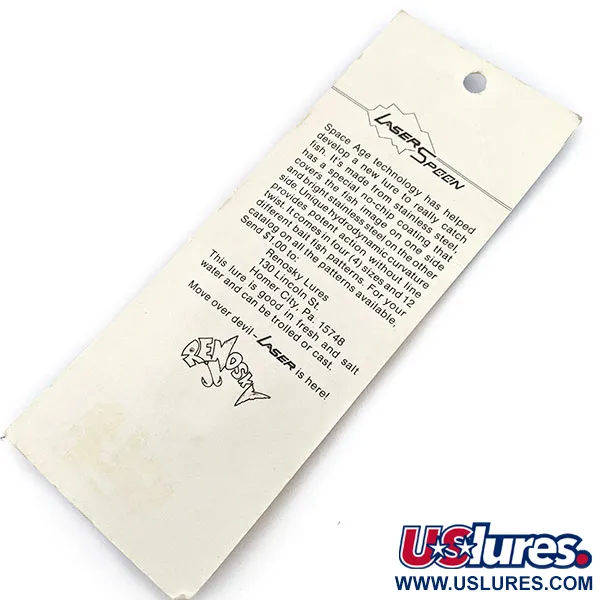 LASER SPOON
Space Age technology has helped
develop a new lure to really catch
fish. It's made from stainless steel,
has a special no-chip coating that
covers the fish image on one side
and bright stainless steel on the other
side. Unique hydrodynamic curvature
provides potent action without line
twist. It comes in four (4) sizes and 12
different bait fish patterns. For your
catalog on all the patterns available,
Send $1.00 to:
Renosky Lures
130 Lincoln St.
Homer City, Pa. 15748
This lure is good in fresh and salt
water and can be trolled or cast.
Move over devil - LASER is here!
RENOSKY
USlures.
WWW.USLURES.COM